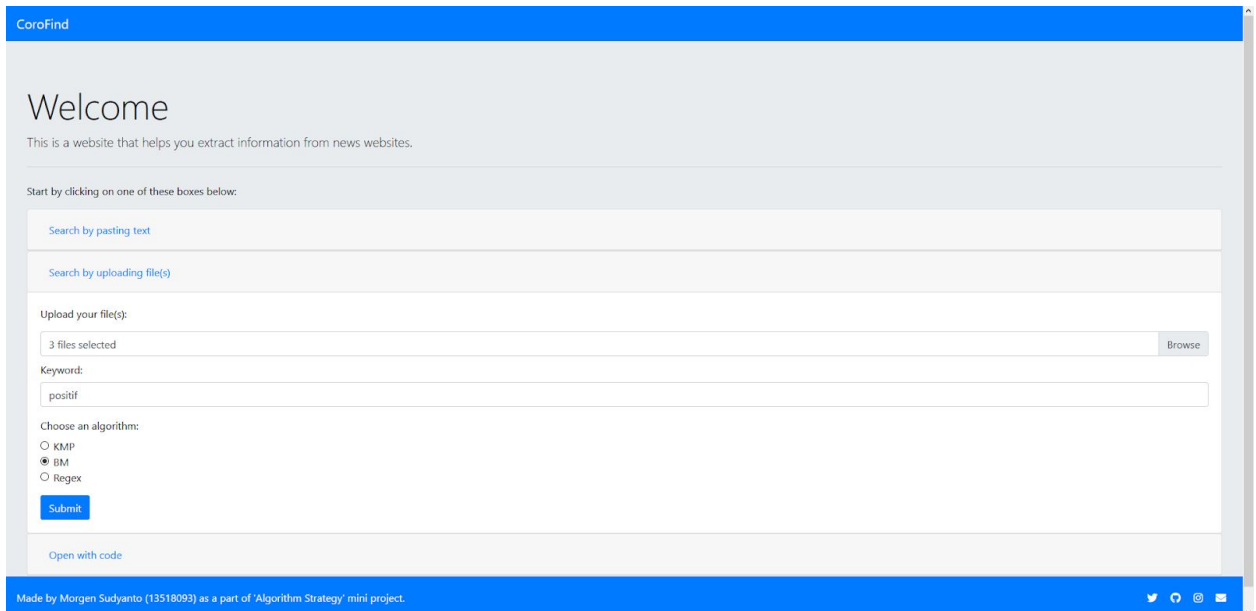 CoroFind
Welcome
This is a website that helps you extract information from news websites.
Start by clicking on one of these boxes below:
Search by pasting text
Search by uploading file(s)
Upload your file(s):
3 files selected
Browse
Keyword:
positif
Choose an algorithm:
KMP
BM
Regex
Submit
Open with code
Made by Morgen Sudyanto (13518093) as a part of 'Algorithm Strategy' mini project.